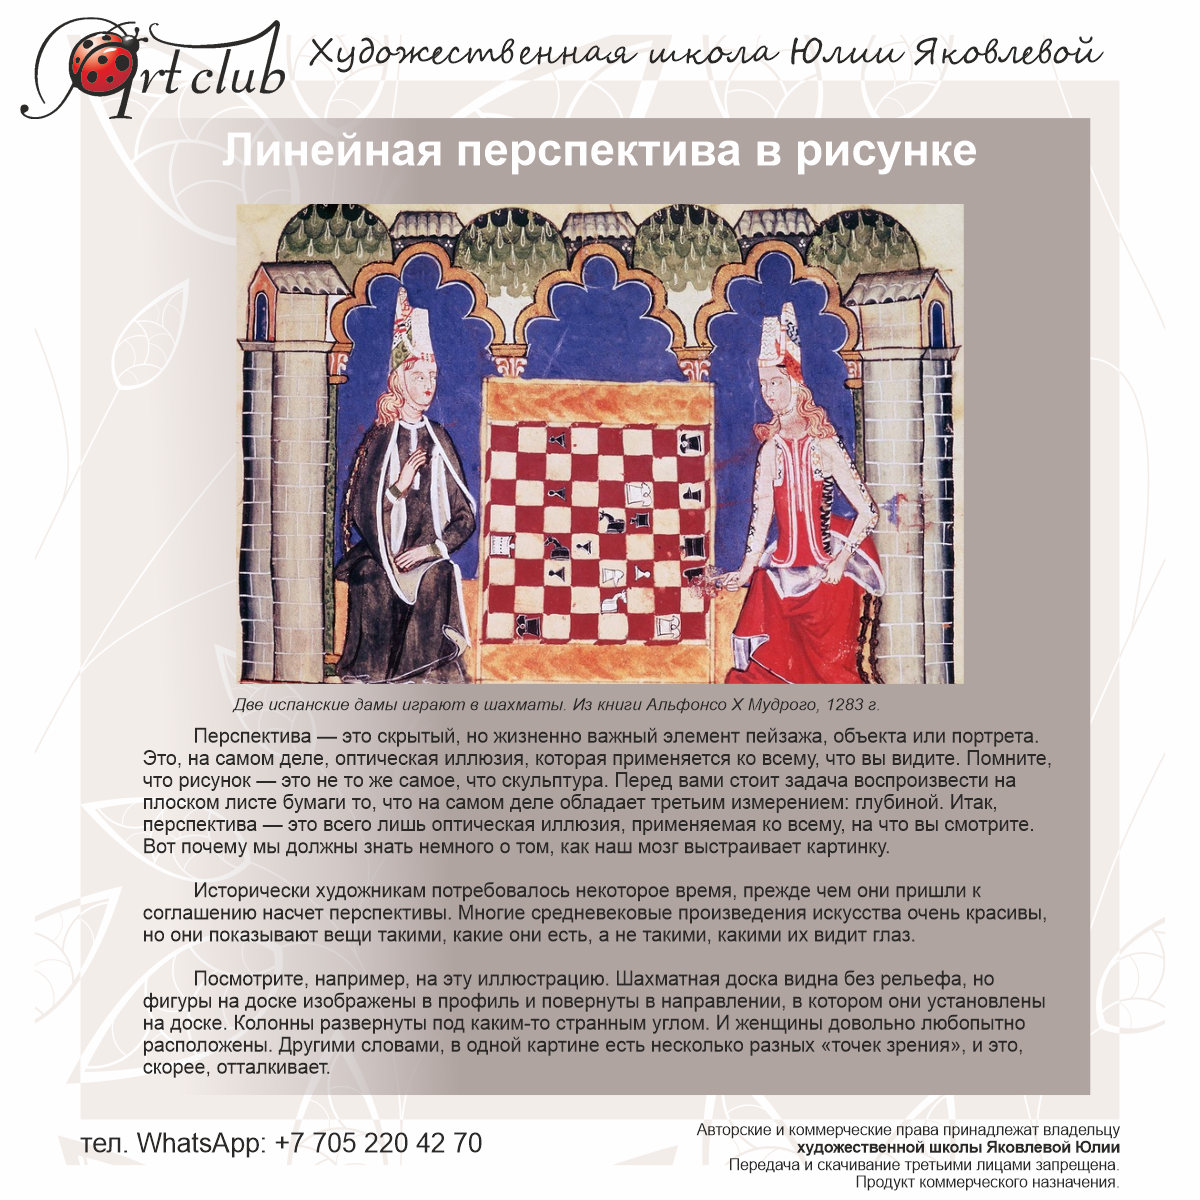 Art club
Художественная школа Юлии Яковлевой
Линейная перспектива в рисунке
Две испанские дамы играют в шахматы. Из книги Альфонсо X Мудрого, 1283 г.
Перспектива — это скрытый, но жизненно важный элемент пейзажа, объекта или портрета.
Это, на самом деле, оптическая иллюзия, которая применяется ко всему, что вы видите. Помните,
что рисунок — это не то же самое, что скульптура. Перед вами стоит задача воспроизвести на
плоском листе бумаги то, что на самом деле обладает третьим измерением: глубиной. Итак,
перспектива — это всего лишь оптическая иллюзия, применяемая ко всему, на что вы смотрите.
Вот почему мы должны знать немного о том, как наш мозг выстраивает картинку.
Исторически художникам потребовалось некоторое время, прежде чем они пришли к
соглашению насчет перспективы. Многие средневековые произведения искусства очень красивы,
но они показывают вещи такими, какие они есть, а не такими, какими их видит глаз.
Посмотрите, например, на эту иллюстрацию. Шахматная доска видна без рельефа, но
фигуры на доске изображены в профиль и повернуты в направлении, в котором они установлены
на доске. Колонны развернуты под каким-то странным углом. И женщины довольно любопытно
расположены. Другими словами, в одной картине есть несколько разных «точек зрения», и это,
скорее, отталкивает.
тел. WhatsApp: +7 705 220 42 70
Авторские и коммерческие права принадлежат владельцу
художественной школы Яковлевой Юлии
Передача и скачивание третьими лицами запрещена.
Продукт коммерческого назначения.